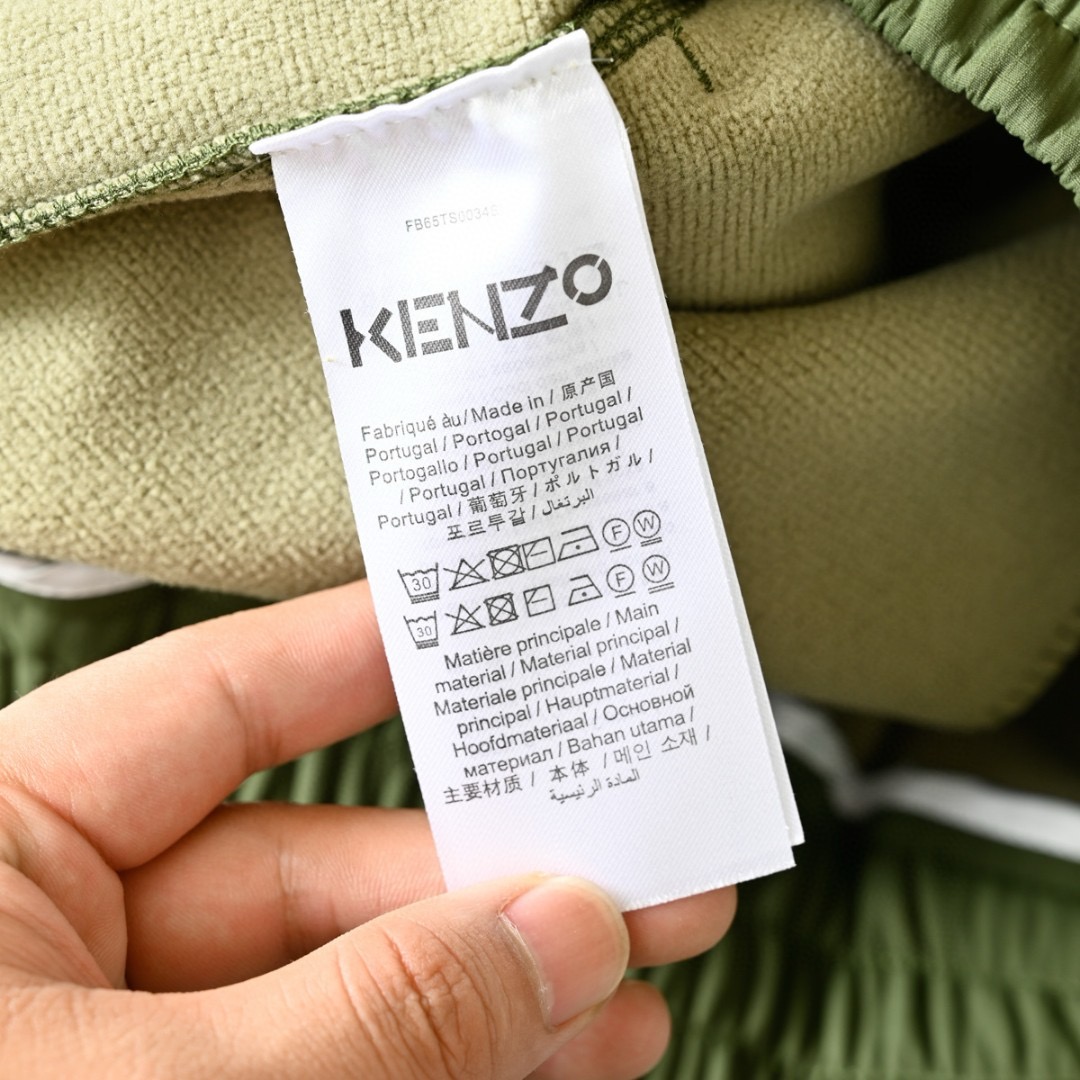 FB65TS0034
KENZO
Fabriqué àu/Made in / 原产国
Portugal / Portogal / Portugal /
Portogallo / Portugal / Portugal
/ Portugal / Португалия /
Portugal / 葡萄牙 / ポルトガル /
포르투갈 / البرتغال
30 F W
30 F W
Matière principale / Main
material / Material principal /
Materiale principale / Material
principal / Hauptmaterial /
Hoofdmateriaal / Основной
материал / Bahan utama /
主要材质 / 本体 / 메인 소재 /
المادة الرئيسية